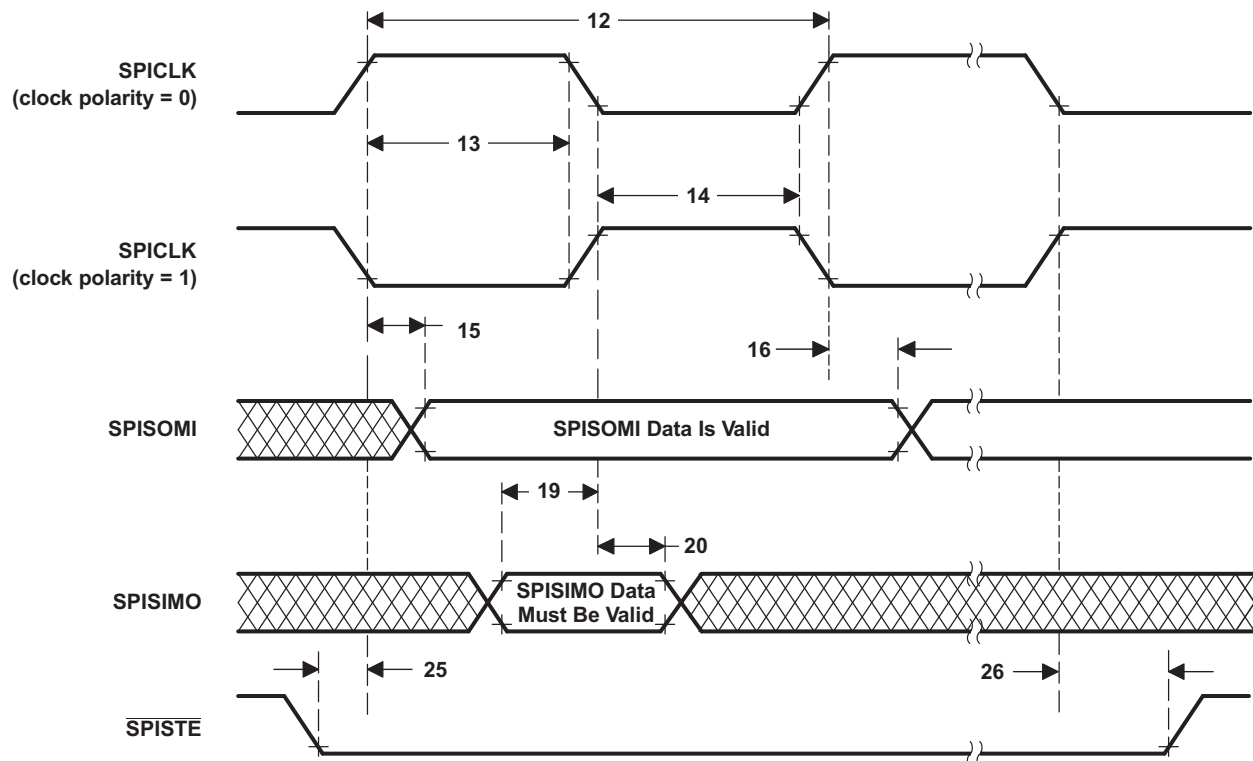 12
SPICLK
(clock polarity = 0)
13
14
SPICLK
(clock polarity = 1)
15
16
SPISOMI
SPISOMI Data Is Valid
19
20
SPISIMO
SPISIMO Data
Must Be Valid
25
26
SPISTE